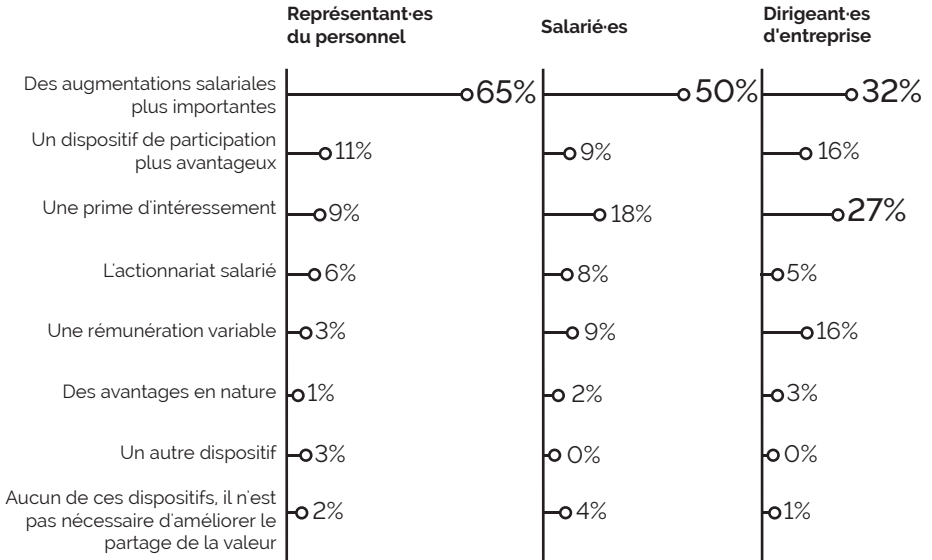 Représentant·es
du personnel
Salarié·es
Dirigeant·es
d'entreprise
Des augmentations salariales
plus importantes
65%
50%
32%
Un dispositif de participation
plus avantageux
11%
9%
16%
Une prime d'intéressement
9%
18%
27%
L'actionnariat salarié
6%
8%
5%
Une rémunération variable
3%
9%
16%
Des avantages en nature
1%
2%
3%
Un autre dispositif
3%
0%
0%
Aucun de ces dispositifs, il n'est
pas nécessaire d'améliorer le
partage de la valeur
2%
4%
1%